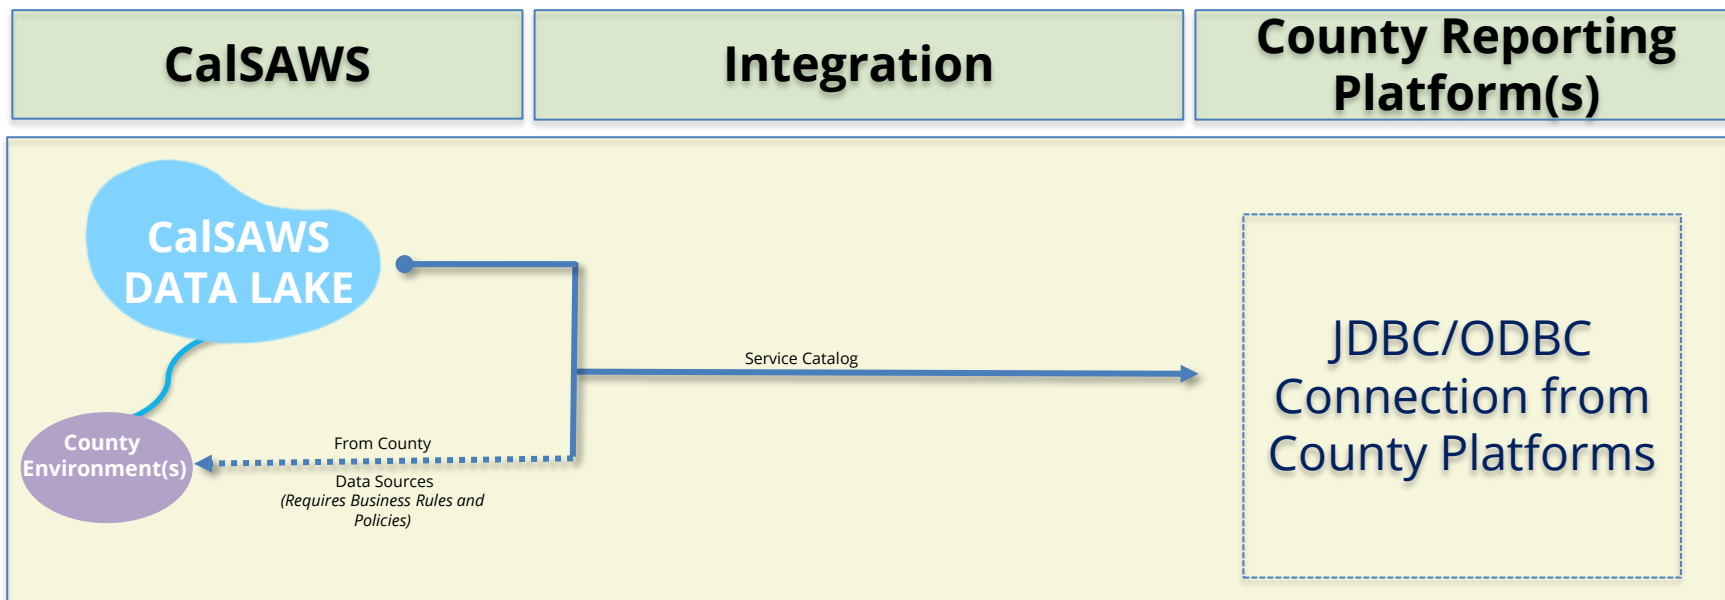 CalSAWS
Integration
County Reporting
Platform(s)
CalSAWS
DATA LAKE
Service Catalog
County
Environment(s)
From County
Data Sources
(Requires Business Rules and
Policies)
JDBC/ODBC
Connection from
County Platforms